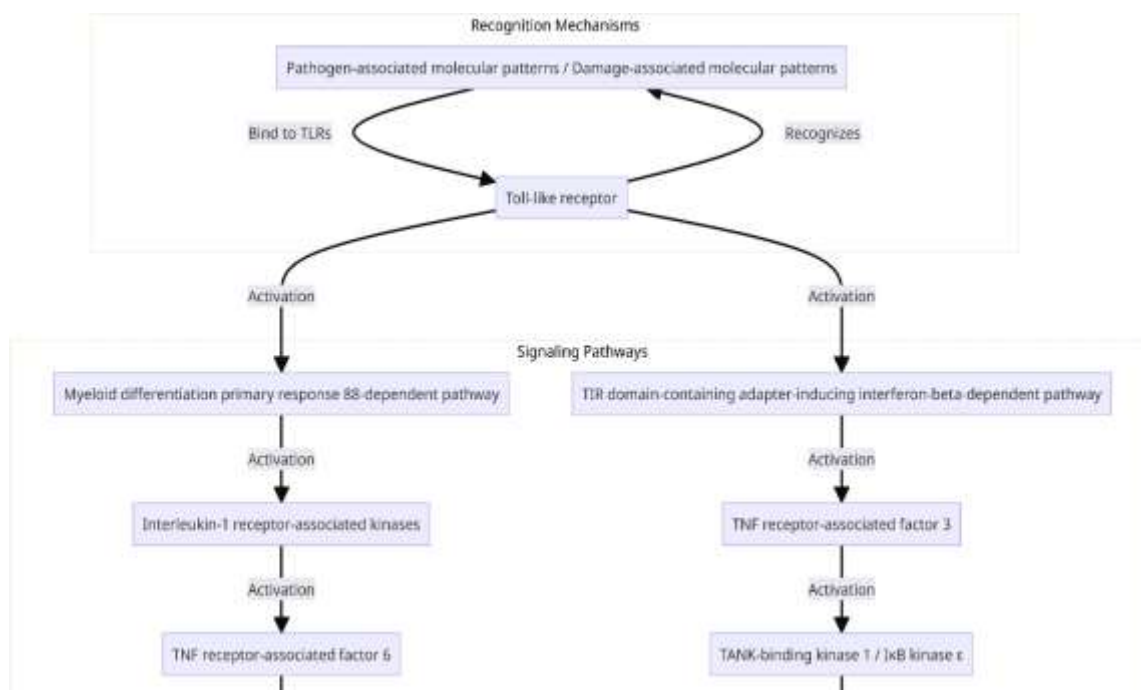 Recognition Mechanisms
Pathogen-associated molecular patterns / Damage-associated molecular patterns
Bind to TLRs
Recognizes
Toll-like receptor
Activation
Activation
Signaling Pathways
Myeloid differentiation primary response 88-dependent pathway
TIR domain-containing adapter-inducing interferon-beta-dependent pathway
Activation
Activation
Interleukin-1 receptor-associated kinases
TNF receptor-associated factor 3
Activation
Activation
TNF receptor-associated factor 6
TANK-binding kinase 1 / IκB kinase ε